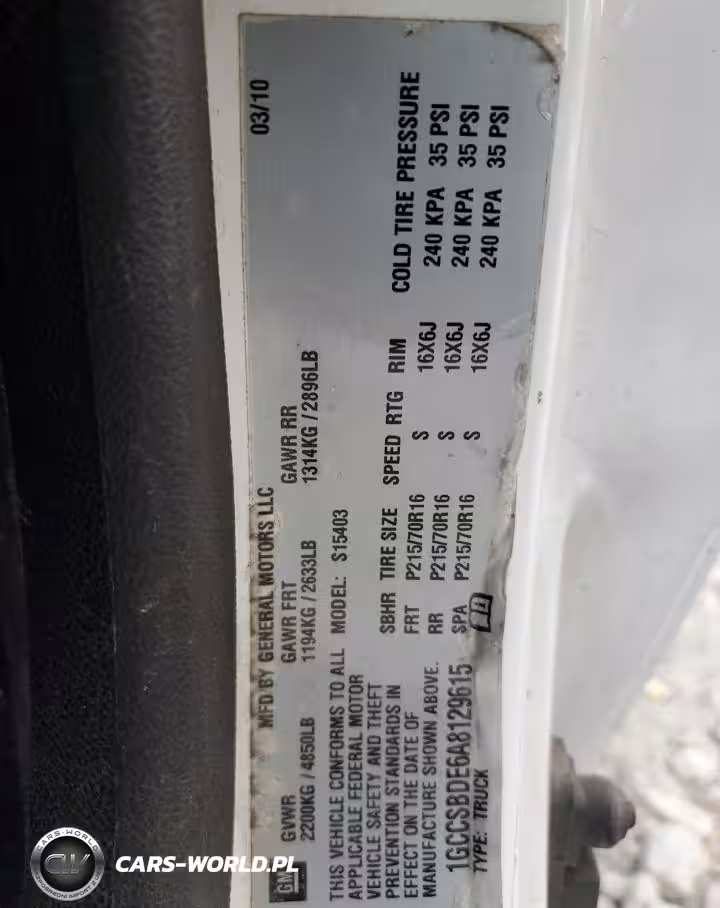 GM
MFD BY GENERAL MOTORS LLC
03/10
GVWR GAWR FRT GAWR RR
2200KG / 4850LB 1194KG / 2633LB 1314KG / 2896LB
THIS VEHICLE CONFORMS TO ALL
APPLICABLE FEDERAL MOTOR
VEHICLE SAFETY AND THEFT
PREVENTION STANDARDS IN
EFFECT ON THE DATE OF
MANUFACTURE SHOWN ABOVE.
1GCCSBDE6A8129615
TYPE: TRUCK
MODEL: S15403
SBHR TIRE SIZE SPEED RTG RIM COLD TIRE PRESSURE
FRT P215/70R16 S 16X6J 240 KPA 35 PSI
RR P215/70R16 S 16X6J 240 KPA 35 PSI
SPA P215/70R16 S 16X6J 240 KPA 35 PSI
CARS-WORLD
CW
CARS-WORLD.PL